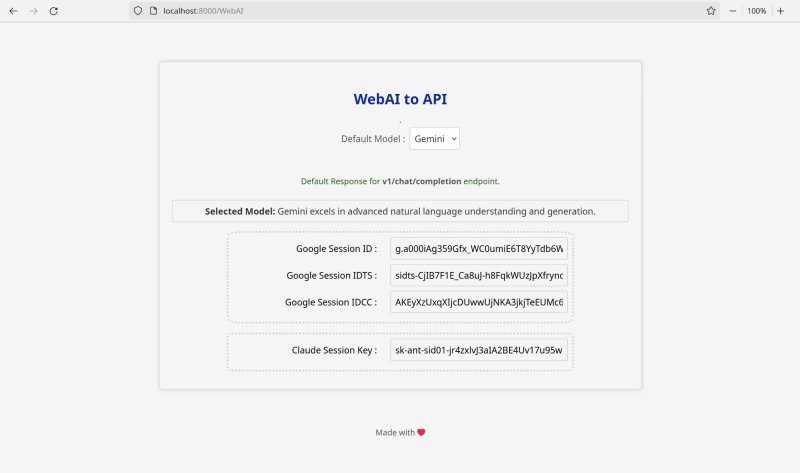 localhost:8000/WebAI
100%
WebAI to API
.
Default Model : Gemini
Default Response for v1/chat/completion endpoint.
Selected Model: Gemini excels in advanced natural language understanding and generation.
Google Session ID : g.a000iAg359Gfx_WC0umiE6T8YyTdb6W
Google Session IDTS : sidts-CjIB7F1E_Ca8uJ-h8FqkWUzJpXfrync
Google Session IDCC : AKEyXzUxqXIjcDUwwUjNKA3jkjTeEUMc6
Claude Session Key : sk-ant-sid01-jr4zxlvJ3aIA2BE4Uv17u95w
Made with